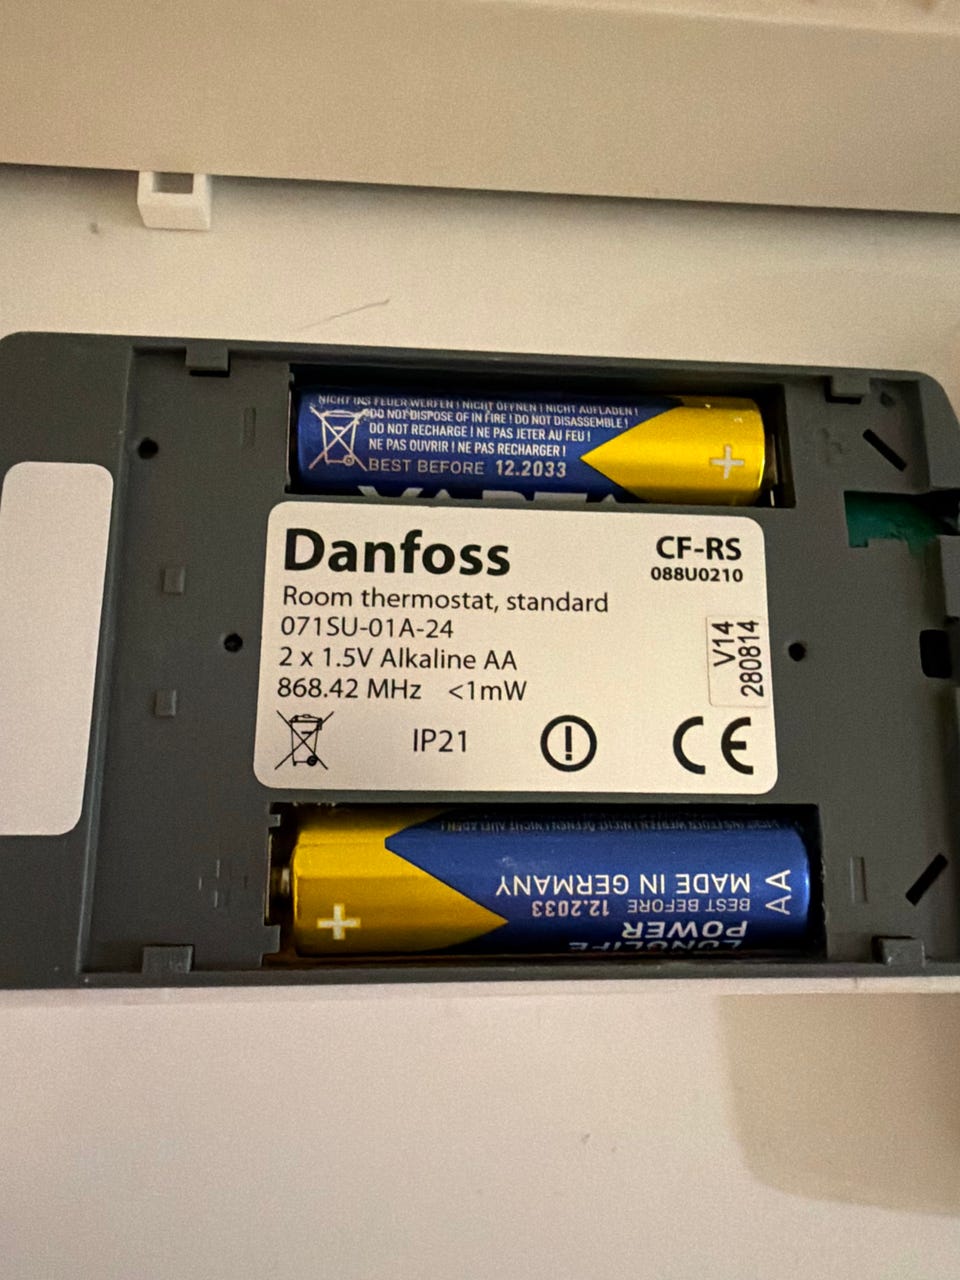 NICHT INS FEUER WERFEN ! NICHT ÖFFNEN ! NICHT AUFLADEN !
DO NOT DISPOSE OF IN FIRE ! DO NOT DISASSEMBLE !
DO NOT RECHARGE ! NE PAS JETER AU FEU !
NE PAS OUVRIR ! NE PAS RECHARGER !
BEST BEFORE 12.2033
VARTA
+
Danfoss
CF-RS
088U0210
Room thermostat, standard
071SU-01A-24
2 x 1.5V Alkaline AA
868.42 MHz <1mW
V14
280814
IP21
CE
LONGLIFE
POWER
BEST BEFORE 12.2033
MADE IN GERMANY
AA
+